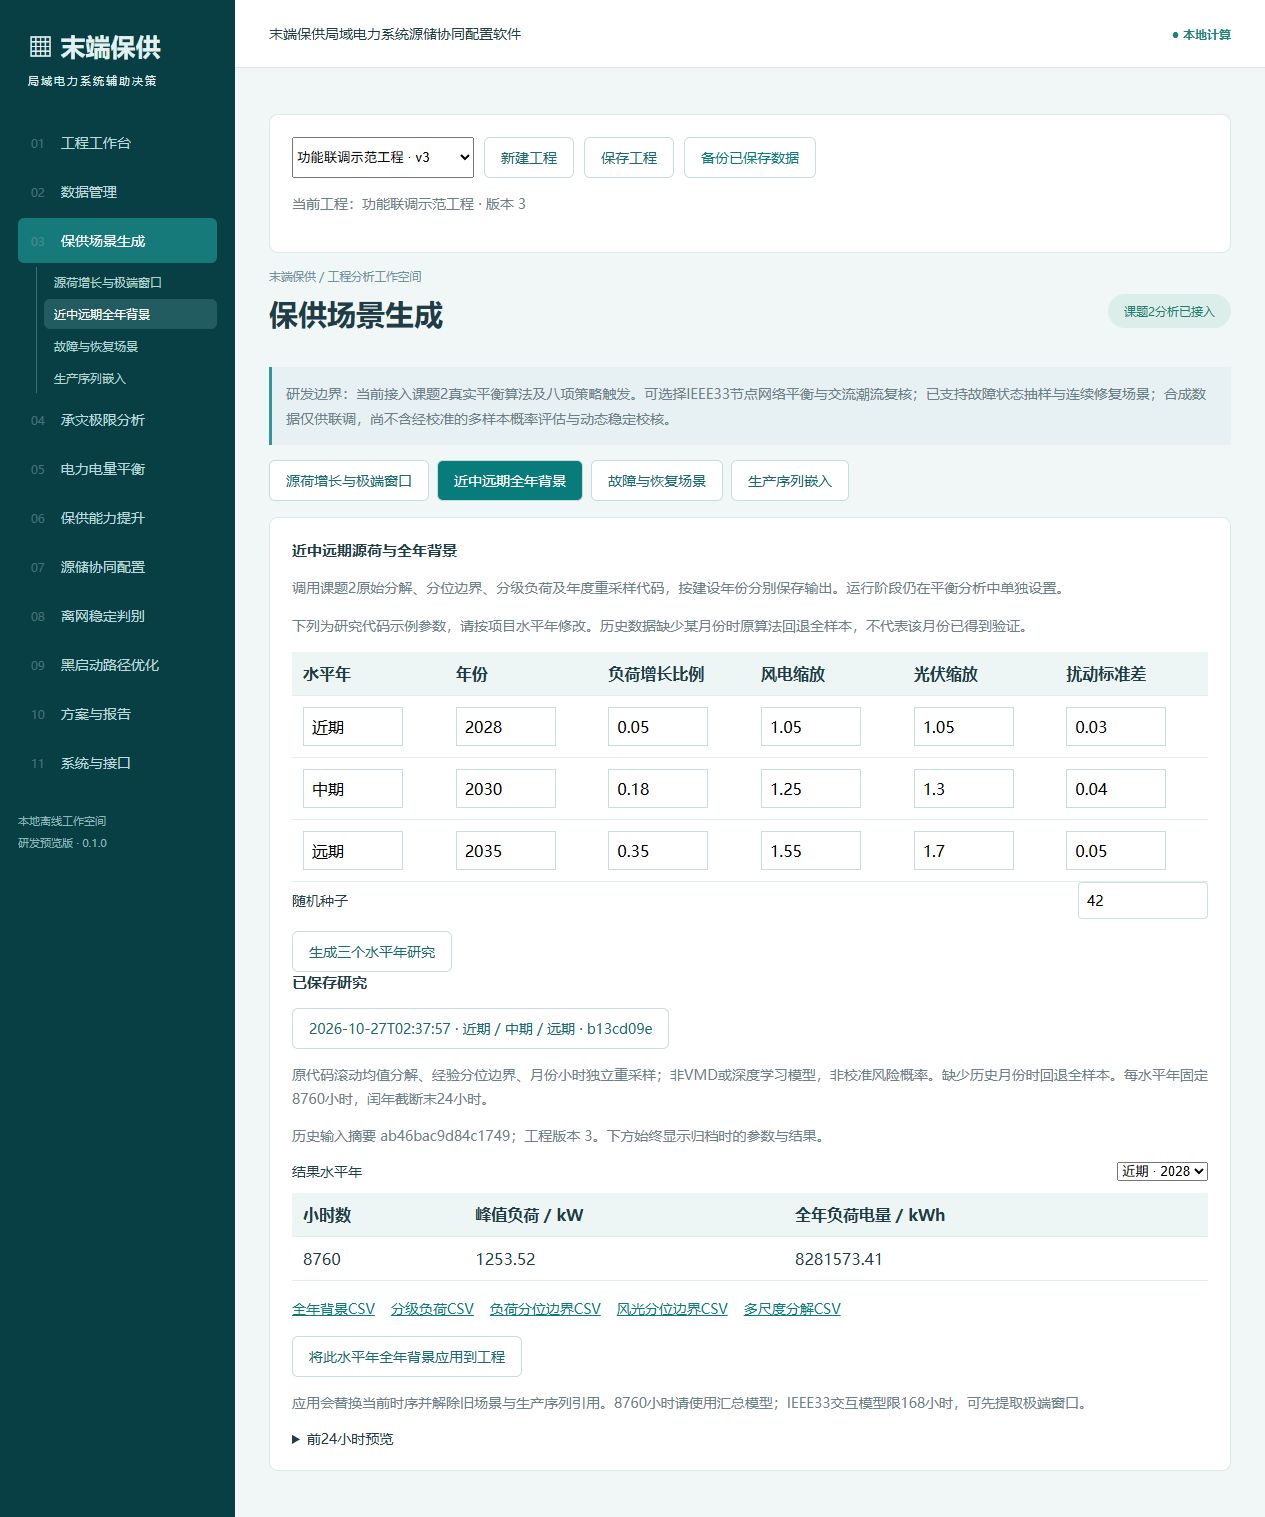 末端保供
局域电力系统辅助决策
01 工程工作台
02 数据管理
03 保供场景生成
源荷增长与极端窗口
近中远期全年背景
故障与恢复场景
生产序列嵌入
04 承灾极限分析
05 电力电量平衡
06 保供能力提升
07 源储协同配置
08 离网稳定判别
09 黑启动路径优化
10 方案与报告
11 系统与接口
本地离线工作空间
研发预览版 · 0.1.0
末端保供局域电力系统源储协同配置软件
● 本地计算
功能联调示范工程 · v3 新建工程 保存工程 备份已保存数据
当前工程：功能联调示范工程 · 版本 3
末端保供 / 工程分析工作空间
保供场景生成
课题2分析已接入
研发边界：当前接入课题2真实平衡算法及八项策略触发。可选择IEEE33节点网络平衡与交流潮流复核；已支持故障状态抽样与连续修复场景；合成数
据仅供联调，尚不含经校准的多样本概率评估与动态稳定校核。
源荷增长与极端窗口 近中远期全年背景 故障与恢复场景 生产序列嵌入
近中远期源荷与全年背景
调用课题2原始分解、分位边界、分级负荷及年度重采样代码，按建设年份分别保存输出。运行阶段仍在平衡分析中单独设置。
下列为研究代码示例参数，请按项目水平年修改。历史数据缺少某月份时原算法回退全样本，不代表该月份已得到验证。
水平年 年份 负荷增长比例 风电缩放 光伏缩放 扰动标准差
近期 2028 0.05 1.05 1.05 0.03
中期 2030 0.18 1.25 1.3 0.04
远期 2035 0.35 1.55 1.7 0.05
随机种子 42
生成三个水平年研究
已保存研究
2026-10-27T02:37:57 · 近期 / 中期 / 远期 · b13cd09e
原代码滚动均值分解、经验分位边界、月份小时独立重采样；非VMD或深度学习模型，非校准风险概率。缺少历史月份时回退全样本。每水平年固定
8760小时，闰年截断末24小时。
历史输入摘要 ab46bac9d84c1749；工程版本 3。下方始终显示归档时的参数与结果。
结果水平年 近期 · 2028
小时数 峰值负荷 / kW 全年负荷电量 / kWh
8760 1253.52 8281573.41
全年背景CSV 分级负荷CSV 负荷分位边界CSV 风光分位边界CSV 多尺度分解CSV
将此水平年全年背景应用到工程
应用会替换当前时序并解除旧场景与生产序列引用。8760小时请使用汇总模型；IEEE33交互模型限168小时，可先提取极端窗口。
▶ 前24小时预览